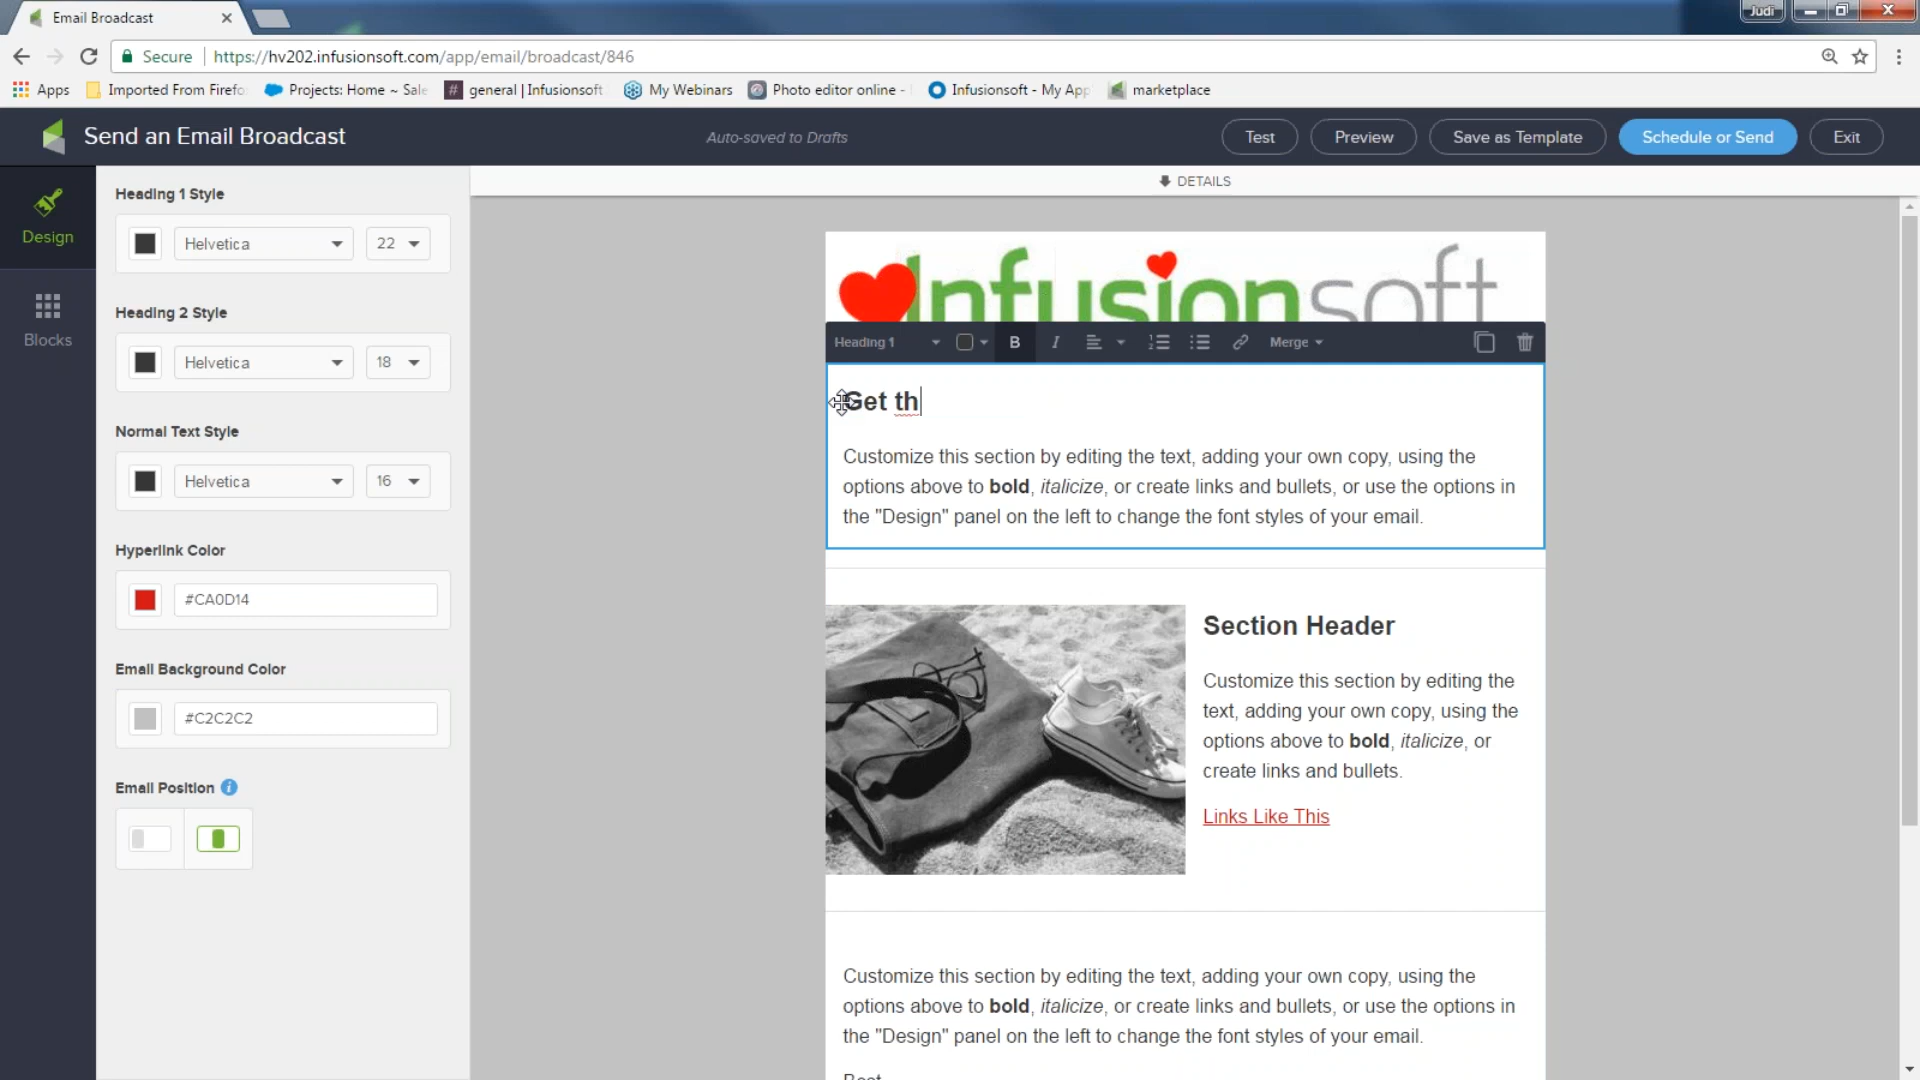 Email Broadcast
Judi
Secure
https://hv202.infusionsoft.com/app/email/broadcast/846
Apps
Imported From Firefo
Projects: Home ~ Sale
general | Infusionsoft
My Webinars
Photo editor online -
Infusionsoft - My App
marketplace
Send an Email Broadcast
Auto-saved to Drafts
Test
Preview
Save as Template
Schedule or Send
Exit
DETAILS
Design
Blocks
Heading 1 Style
Helvetica
22
Heading 2 Style
Helvetica
18
Normal Text Style
Helvetica
16
Hyperlink Color
#CA0D14
Email Background Color
#C2C2C2
Email Position
Infusionsoft
Heading 1
B
I
Merge
Get th
Customize this section by editing the text, adding your own copy, using the
options above to bold, italicize, or create links and bullets, or use the options in
the "Design" panel on the left to change the font styles of your email.
Section Header
Customize this section by editing the
text, adding your own copy, using the
options above to bold, italicize, or
create links and bullets.
Links Like This
Customize this section by editing the text, adding your own copy, using the
options above to bold, italicize, or create links and bullets, or use the options in
the "Design" panel on the left to change the font styles of your email.